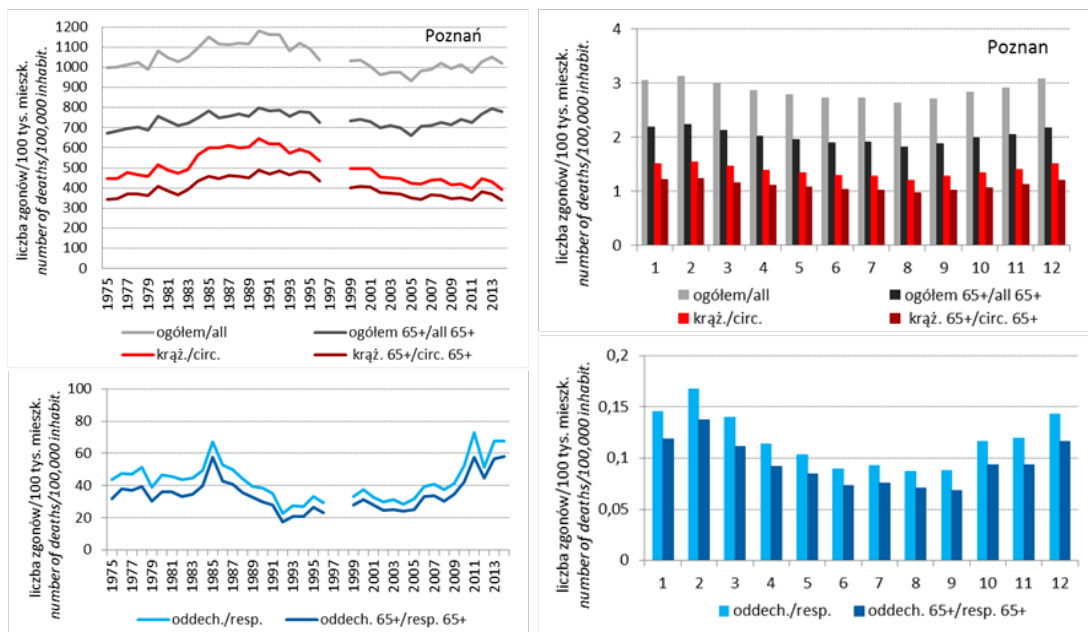 Poznań
liczba zgonów/100 tys. mieszk.
number of deaths/100,000 inhabit.
1200
1100
1000
900
800
700
600
500
400
300
200
100
0
1975
1977
1979
1981
1983
1985
1987
1989
1991
1993
1995
1997
1999
2001
2003
2005
2007
2009
2011
2013
ogółem/all
ogółem 65+/all 65+
krąż./circ.
krąż. 65+/circ. 65+
Poznan
liczba zgonów/100 tys. mieszk.
number of deaths/100,000 inhabit.
4
3
2
1
0
1 2 3 4 5 6 7 8 9 10 11 12
ogółem/all
ogółem 65+/all 65+
krąż./circ.
krąż. 65+/circ. 65+
liczba zgonów/100 tys. mieszk.
number of deaths/100,000 inhabit.
100
80
60
40
20
0
1975
1977
1979
1981
1983
1985
1987
1989
1991
1993
1995
1997
1999
2001
2003
2005
2007
2009
2011
2013
oddech./resp.
oddech. 65+/resp. 65+
liczba zgonów/100 tys. mieszk.
number of deaths/100,000 inhabit.
0,2
0,15
0,1
0,05
0
1 2 3 4 5 6 7 8 9 10 11 12
oddech./resp.
oddech. 65+/resp. 65+